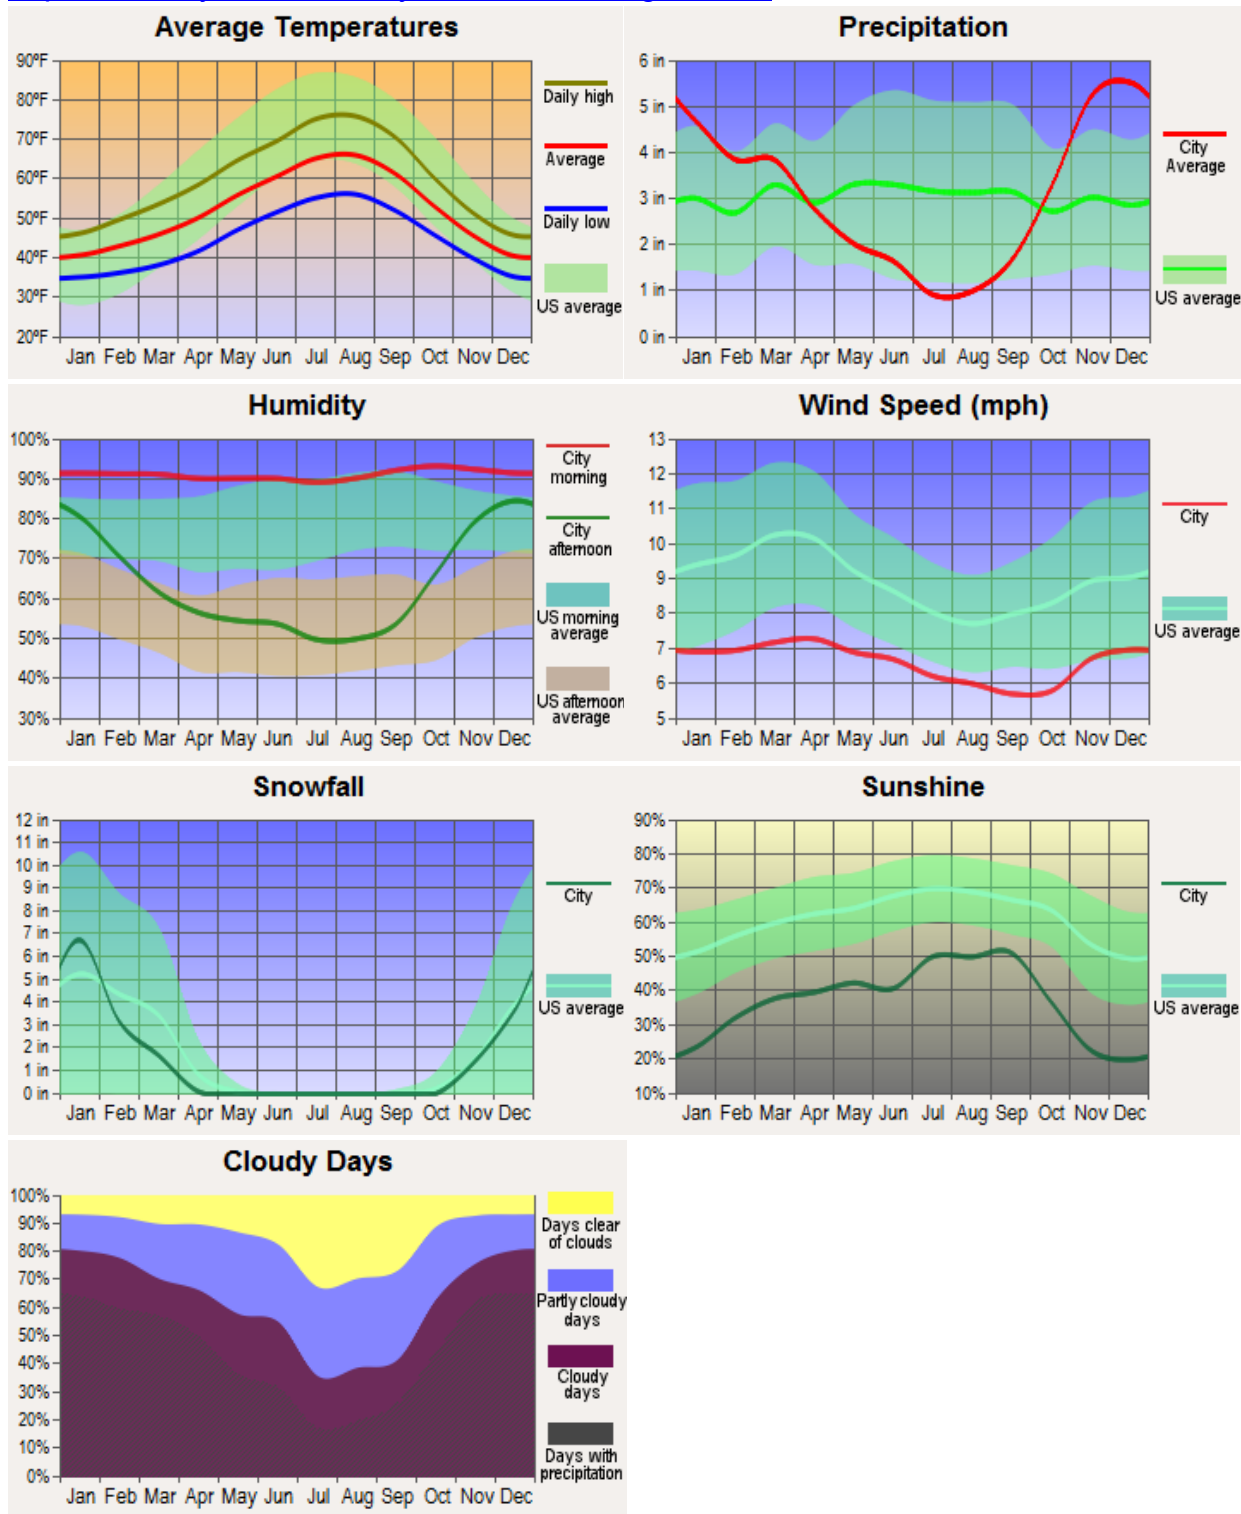 Average Temperatures
90ºF
80ºF
70ºF
60ºF
50ºF
40ºF
30ºF
20ºF
Jan Feb Mar Apr May Jun Jul Aug Sep Oct Nov Dec
Daily high
Average
Daily low
US average
Precipitation
6 in
5 in
4 in
3 in
2 in
1 in
0 in
Jan Feb Mar Apr May Jun Jul Aug Sep Oct Nov Dec
City
Average
US average
Humidity
100%
90%
80%
70%
60%
50%
40%
30%
Jan Feb Mar Apr May Jun Jul Aug Sep Oct Nov Dec
City
morning
City
afternoon
US morning
average
US afternoon
average
Wind Speed (mph)
13
12
11
10
9
8
7
6
5
Jan Feb Mar Apr May Jun Jul Aug Sep Oct Nov Dec
City
US average
Snowfall
12 in
11 in
10 in
9 in
8 in
7 in
6 in
5 in
4 in
3 in
2 in
1 in
0 in
Jan Feb Mar Apr May Jun Jul Aug Sep Oct Nov Dec
City
US average
Sunshine
90%
80%
70%
60%
50%
40%
30%
20%
10%
Jan Feb Mar Apr May Jun Jul Aug Sep Oct Nov Dec
City
US average
Cloudy Days
100%
90%
80%
70%
60%
50%
40%
30%
20%
10%
0%
Jan Feb Mar Apr May Jun Jul Aug Sep Oct Nov Dec
Days clear
of clouds
Partly cloudy
days
Cloudy
days
Days with
precipitation